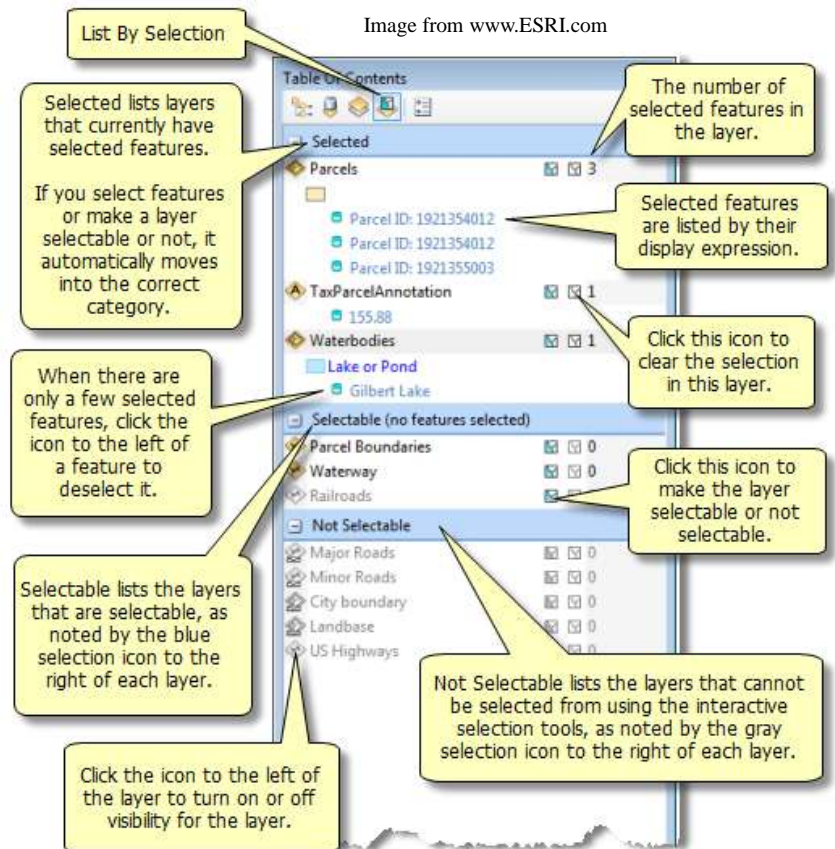 Image from www.ESRI.com
List By Selection
Table Of Contents
The number of
selected features in
the layer.
Selected lists layers
that currently have
selected features.
If you select features
or make a layer
selectable or not, it
automatically moves
into the correct
category.
Selected
Parcels 3
Parcel ID: 1921354012
Parcel ID: 1921354012
Parcel ID: 1921355003
Selected features
are listed by their
display expression.
TaxParcelAnnotation 1
155.88
Waterbodies 1
Lake or Pond
Gilbert Lake
Click this icon to
clear the selection
in this layer.
When there are
only a few selected
features, click the
icon to the left of
a feature to
deselect it.
Selectable (no features selected)
Parcel Boundaries 0
Waterway 0
Railroads
Click this icon to
make the layer
selectable or not
selectable.
Not Selectable
Major Roads 0
Minor Roads 0
City boundary 0
Landbase 0
US Highways 0
Selectable lists the layers
that are selectable, as
noted by the blue
selection icon to the
right of each layer.
Not Selectable lists the layers that cannot
be selected from using the interactive
selection tools, as noted by the gray
selection icon to the right of each layer.
Click the icon to the left of
the layer to turn on or off
visibility for the layer.